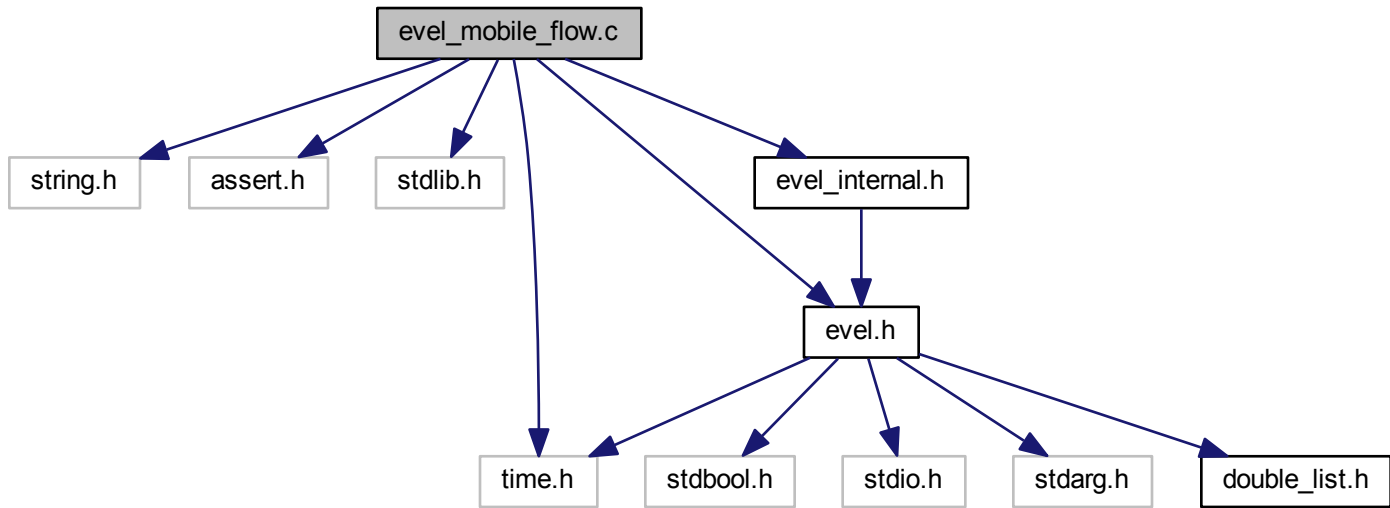 evel_mobile_flow.c
string.h
assert.h
stdlib.h
evel_internal.h
evel.h
time.h
stdbool.h
stdio.h
stdarg.h
double_list.h